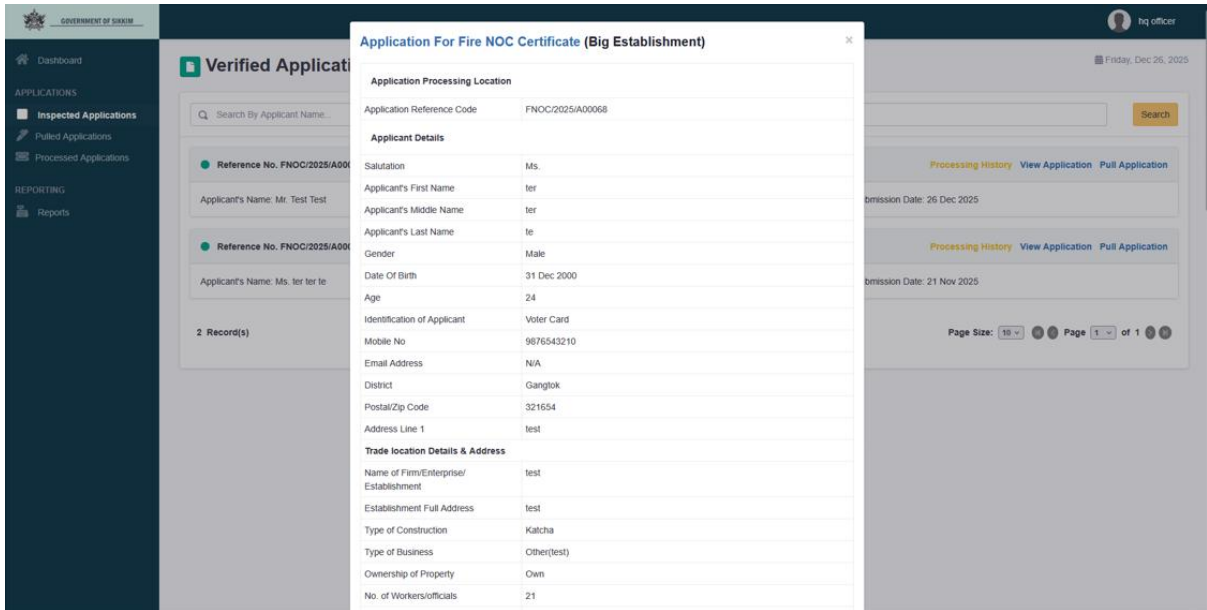 GOVERNMENT OF SIKKIM
hq officer
Dashboard
APPLICATIONS
Inspected Applications
Pulled Applications
Processed Applications
REPORTING
Reports
Verified Applicati
Friday, Dec 26, 2025
Search By Applicant Name...
Search
Reference No. FNOC/2025/A00
Processing History View Application Pull Application
Applicant's Name: Mr. Test Test
bmission Date: 26 Dec 2025
Reference No. FNOC/2025/A00
Processing History View Application Pull Application
Applicant's Name: Ms. ter ter te
bmission Date: 21 Nov 2025
2 Record(s)
Page Size: 10 Page 1 of 1
Application For Fire NOC Certificate (Big Establishment) ×
Application Processing Location
Application Reference Code FNOC/2025/A00068
Applicant Details
Salutation Ms.
Applicant's First Name ter
Applicant's Middle Name ter
Applicant's Last Name te
Gender Male
Date Of Birth 31 Dec 2000
Age 24
Identification of Applicant Voter Card
Mobile No 9876543210
Email Address N/A
District Gangtok
Postal/Zip Code 321654
Address Line 1 test
Trade location Details & Address
Name of Firm/Enterprise/ test
Establishment
Establishment Full Address test
Type of Construction Katcha
Type of Business Other(test)
Ownership of Property Own
No. of Workers/officials 21